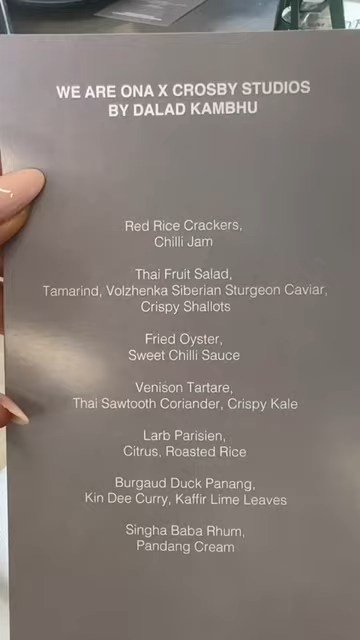 WE ARE ONA X CROSBY STUDIOS
BY DALAD KAMBHU
Red Rice Crackers,
Chilli Jam
Thai Fruit Salad,
Tamarind, Volzhenka Siberian Sturgeon Caviar,
Crispy Shallots
Fried Oyster,
Sweet Chilli Sauce
Venison Tartare,
Thai Sawtooth Coriander, Crispy Kale
Larb Parisien,
Citrus, Roasted Rice
Burgaud Duck Panang,
Kin Dee Curry, Kaffir Lime Leaves
Singha Baba Rhum,
Pandang Cream